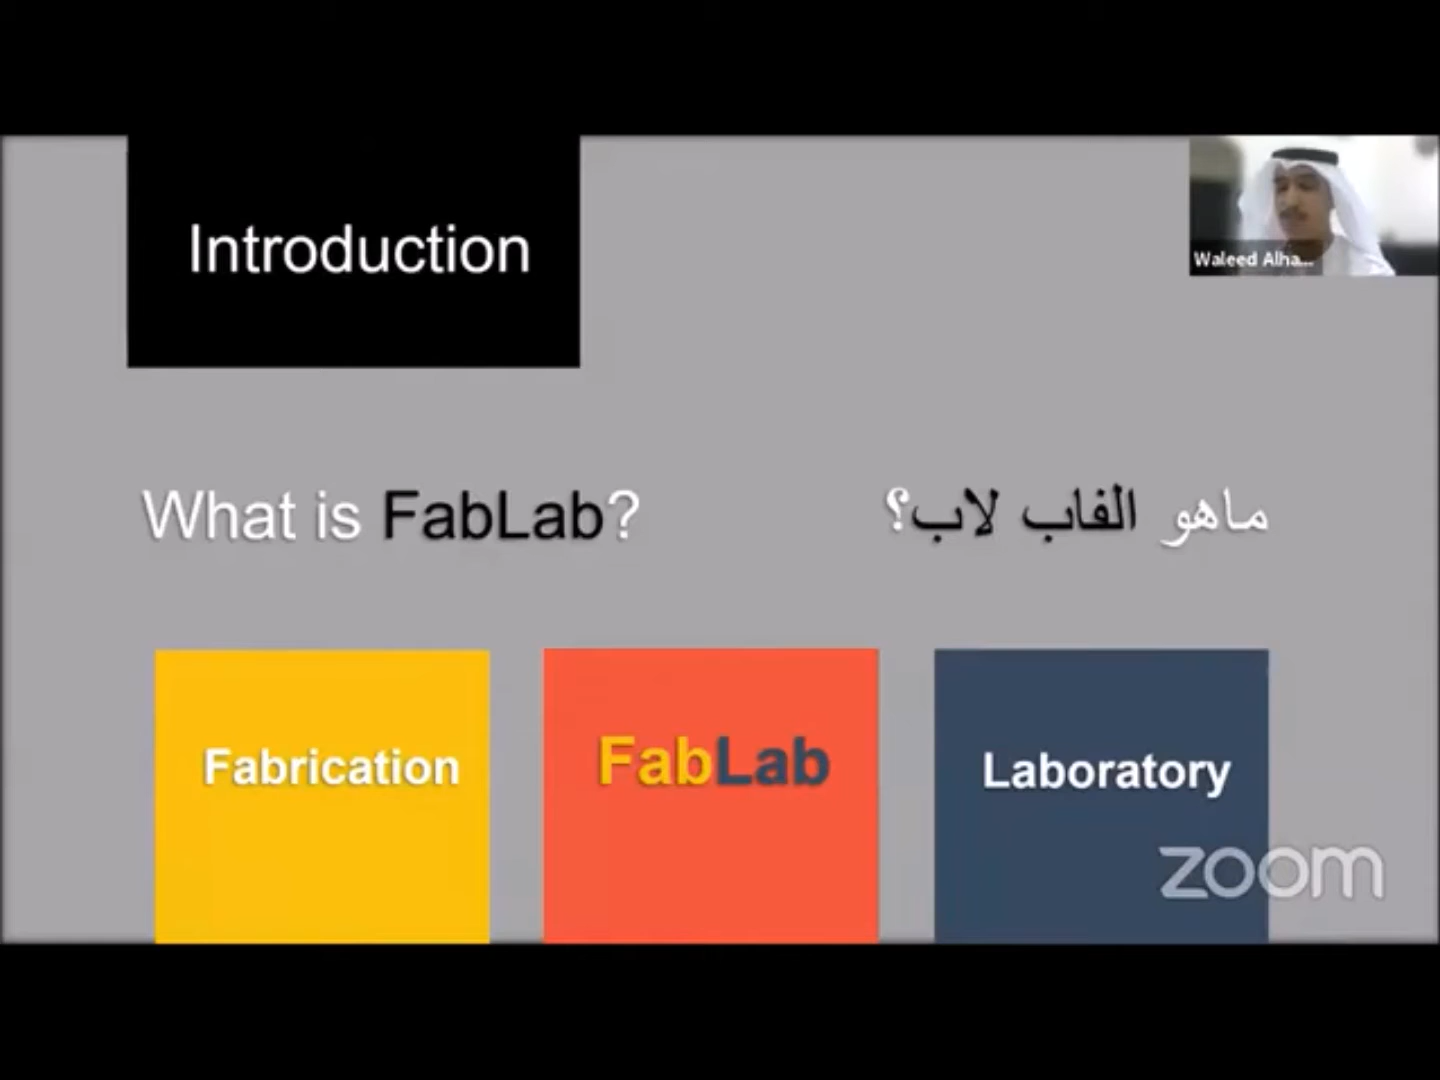 Introduction
Waleed Alha...
What is FabLab?
ماهو الفاب لاب؟
Fabrication
FabLab
Laboratory
zoom